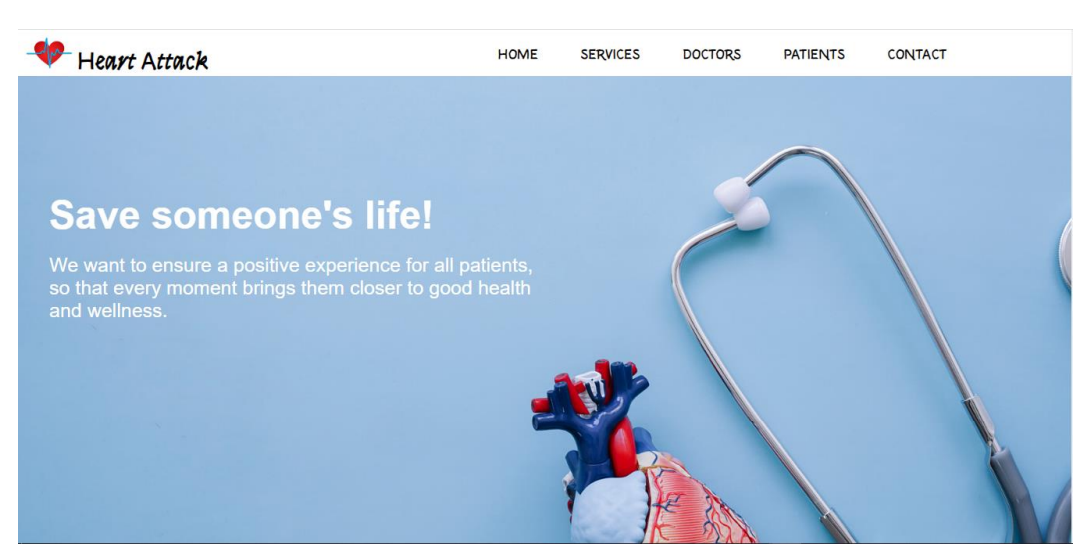 Heart Attack
HOME SERVICES DOCTORS PATIENTS CONTACT
Save someone's life!
We want to ensure a positive experience for all patients,
so that every moment brings them closer to good health
and wellness.